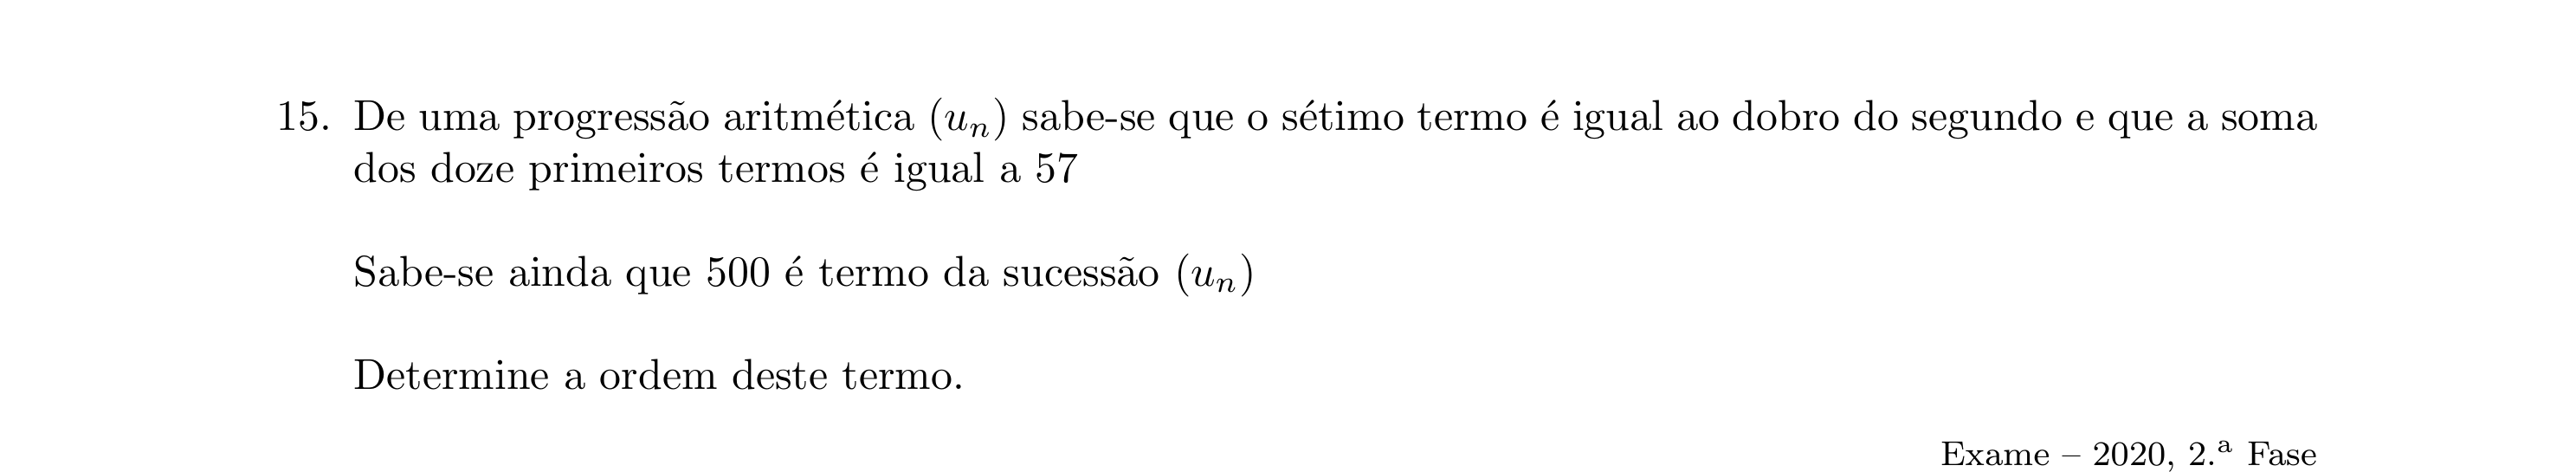 15. De uma progressão aritmética (uₙ) sabe-se que o sétimo termo é igual ao dobro do segundo e que a soma
dos doze primeiros termos é igual a 57
Sabe-se ainda que 500 é termo da sucessão (uₙ)
Determine a ordem deste termo.
Exame – 2020, 2.ª Fase